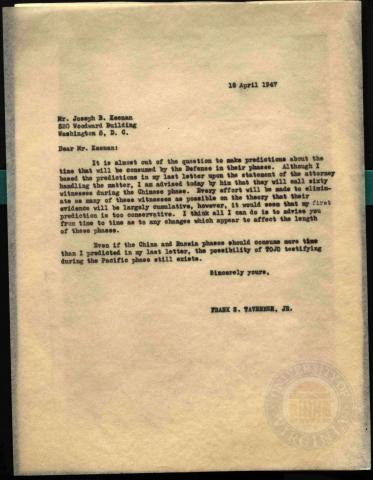 18 April 1947
Mr. Joseph B. Keenan
520 Woodward Building
Washington 5, D. C.
Dear Mr. Keenan:
It is almost out of the question to make predictions about the
time that will be consumed by the Defense in their phases. Although I
based the predictions in my last letter upon the statement of the attorney
handling the matter, I am advised today by him that they will call sixty
witnesses during the Chinese phase. Every effort will be made to elimin-
ate as many of these witnesses as possible on the theory that their
evidence will be largely cumulative, however, it would seem that my first
prediction is too conservative. I think all I can do is to advise you
from time to time as to any changes which appear to affect the length
of these phases.
Even if the China and Russia phases should consume more time
than I predicted in my last letter, the possibility of TOJO testifying
during the Pacific phase still exists.
Sincerely yours,
FRANK S. TAVENNER, JR.
UNIVERSITY OF
VIRGINIA